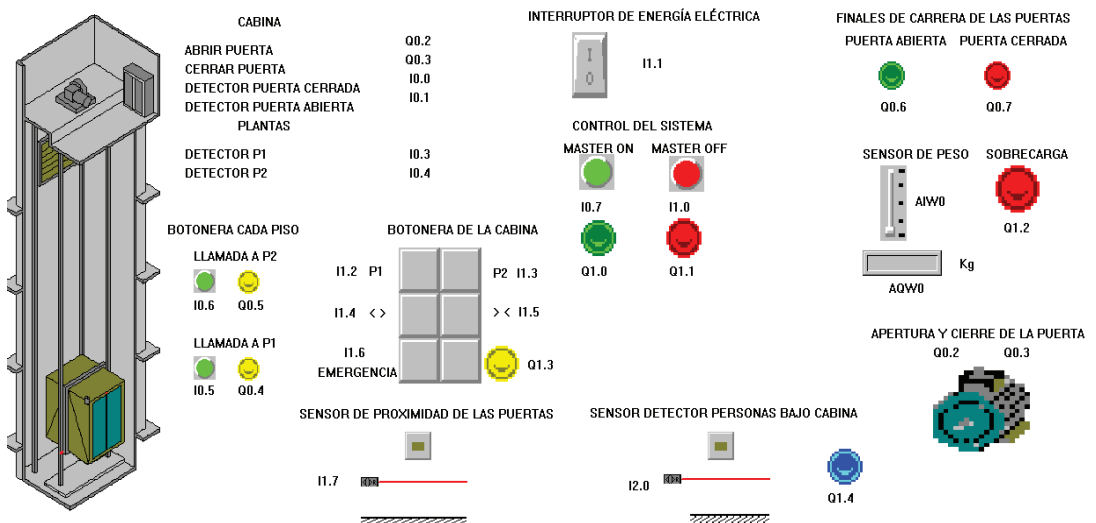 CABINA
ABRIR PUERTA Q0.2
CERRAR PUERTA Q0.3
DETECTOR PUERTA CERRADA I0.0
DETECTOR PUERTA ABIERTA I0.1
PLANTAS
DETECTOR P1 I0.3
DETECTOR P2 I0.4
INTERRUPTOR DE ENERGÍA ELÉCTRICA
I
0
I1.1
FINALES DE CARRERA DE LAS PUERTAS
PUERTA ABIERTA PUERTA CERRADA
Q0.6 Q0.7
CONTROL DEL SISTEMA
MASTER ON MASTER OFF
I0.7 I1.0
Q1.0 Q1.1
SENSOR DE PESO SOBRECARGA
AIW0
Q1.2
Kg
AQW0
BOTONERA CADA PISO
LLAMADA A P2
I0.6 Q0.5
LLAMADA A P1
I0.5 Q0.4
BOTONERA DE LA CABINA
I1.2 P1 P2 I1.3
I1.4 < > > < I1.5
I1.6
EMERGENCIA
Q1.3
APERTURA Y CIERRE DE LA PUERTA
Q0.2 Q0.3
SENSOR DE PROXIMIDAD DE LAS PUERTAS
I1.7
SENSOR DETECTOR PERSONAS BAJO CABINA
I2.0
Q1.4